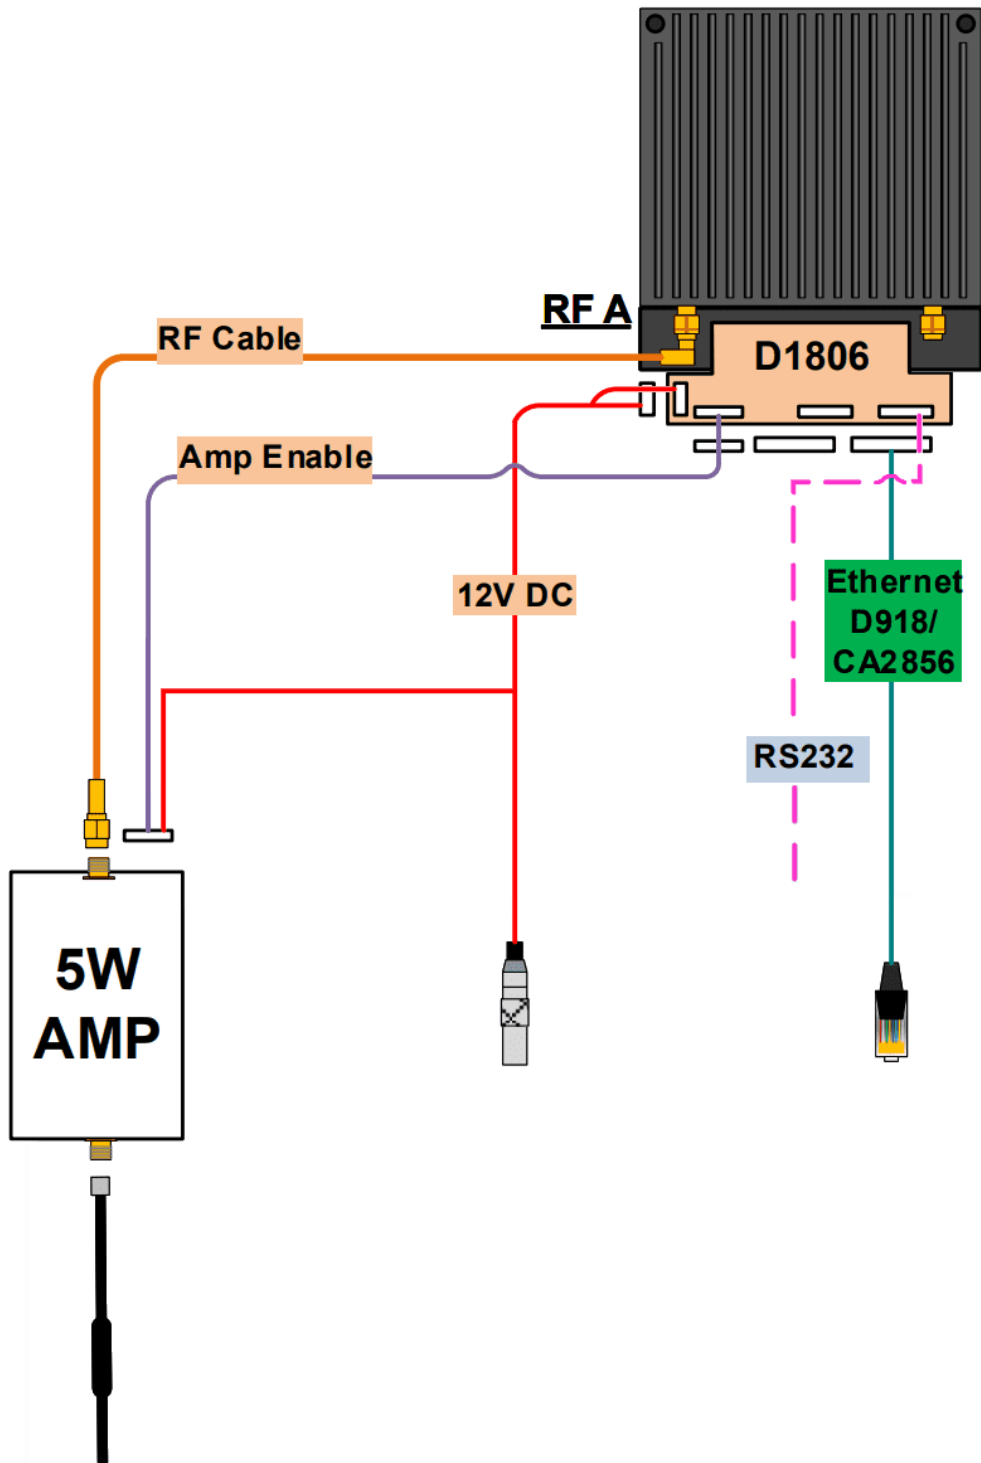 RF A
RF Cable
D1806
Amp Enable
12V DC
Ethernet
D918/
CA2856
RS232
5W
AMP